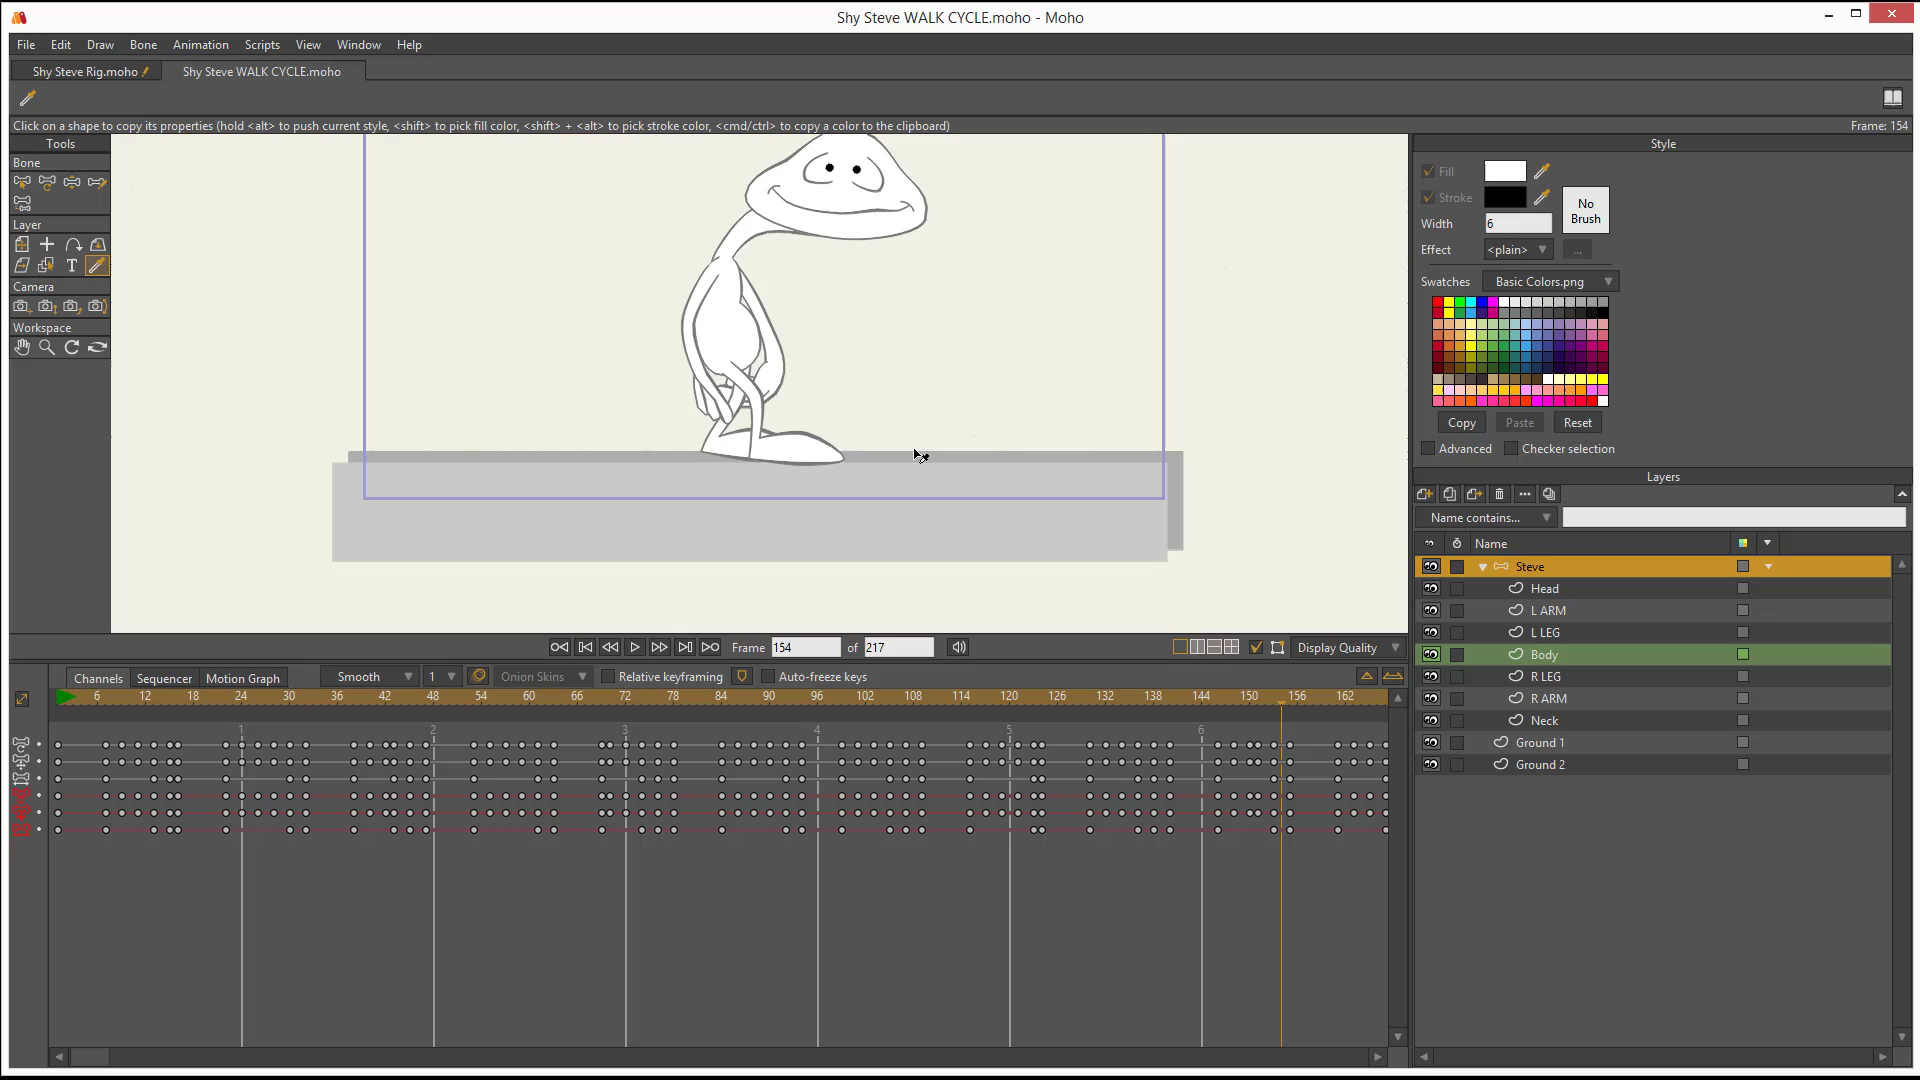 Shy Steve WALK CYCLE.moho - Moho
File Edit Draw Bone Animation Scripts View Window Help
Shy Steve Rig.moho Shy Steve WALK CYCLE.moho
Click on a shape to copy its properties (hold <alt> to push current style, <shift> to pick fill color, <shift> + <alt> to pick stroke color, <cmd/ctrl> to copy a color to the clipboard) Frame: 154
Tools
Bone
Layer
T
Camera
Workspace
Style
Fill
Stroke
No
Brush
Width 6
Effect <plain> ...
Swatches Basic Colors.png
Copy Paste Reset
Advanced Checker selection
Layers
Name contains...
Name
Steve
Head
L ARM
L LEG
Body
R LEG
R ARM
Neck
Ground 1
Ground 2
Frame 154 of 217 Display Quality
Channels Sequencer Motion Graph Smooth 1 Onion Skins Relative keyframing Auto-freeze keys
6 12 18 24 30 36 42 48 54 60 66 72 78 84 90 96 102 108 114 120 126 132 138 144 150 156 162
1 2 3 4 5 6